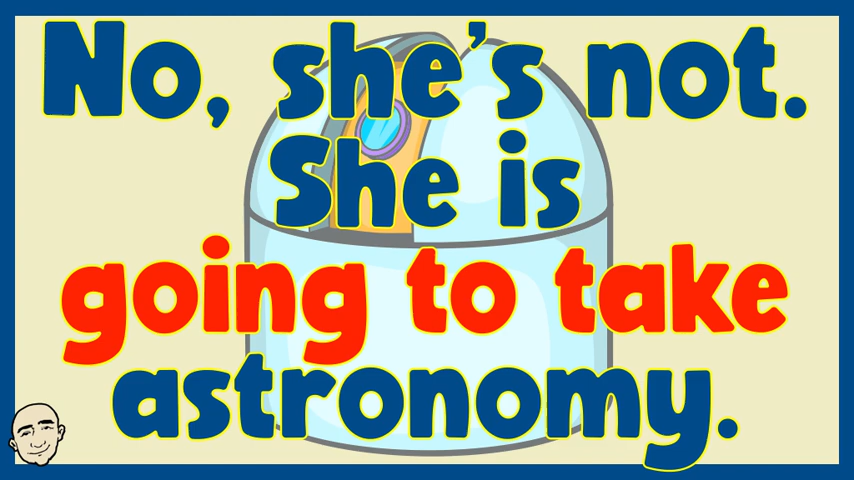 No, she's not.
She is
going to take
astronomy.